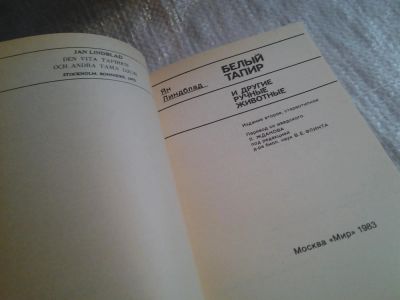 JAN LINDBLAD
DEN VITA TAPIREN
OCH ANDRA TAMA DJUR
STOCKHOLM, BONNIERS,
Ян
Линдблад
БЕЛЫЙ
ТАПИР
И ДРУГИЕ
РУЧНЫЕ
ЖИВОТНЫЕ
Издание второе, стереотипное
Перевод со шведского
Л. ЖДАНОВА
под редакцией
д-ра биол. наук В. Е. ФЛИНТА
Москва «Мир» 1983